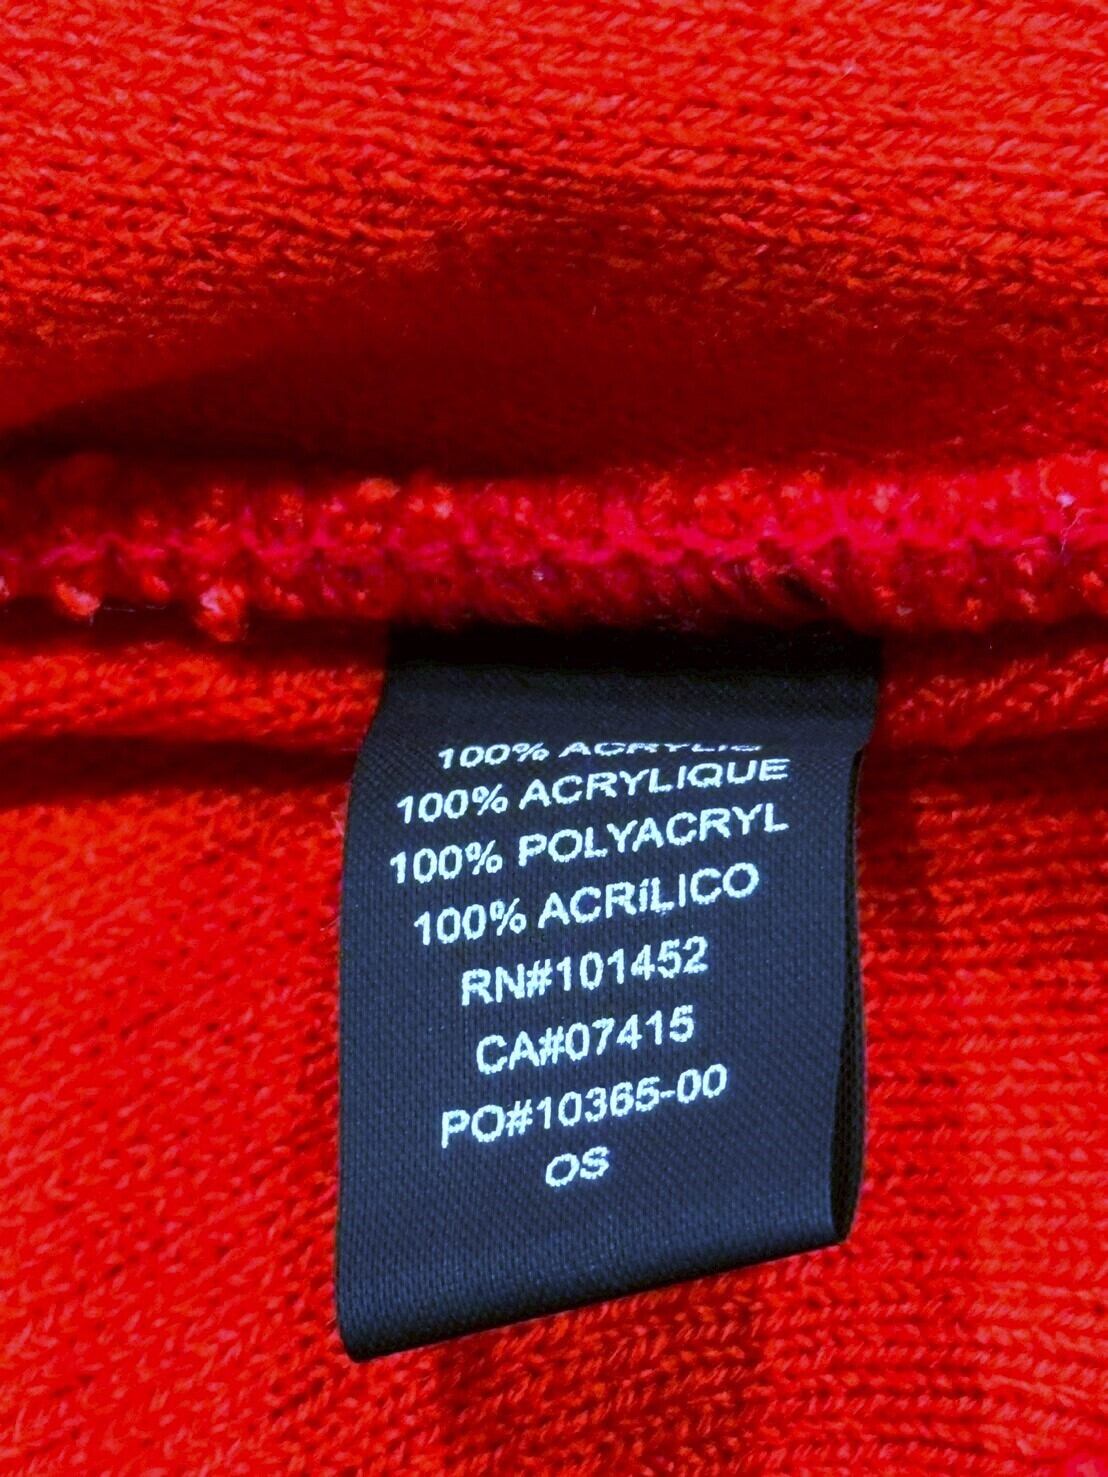 100% ACRYLIC
100% ACRYLIQUE
100% POLYACRYL
100% ACRÍLICO
RN#101452
CA#07415
PO#10365-00
OS